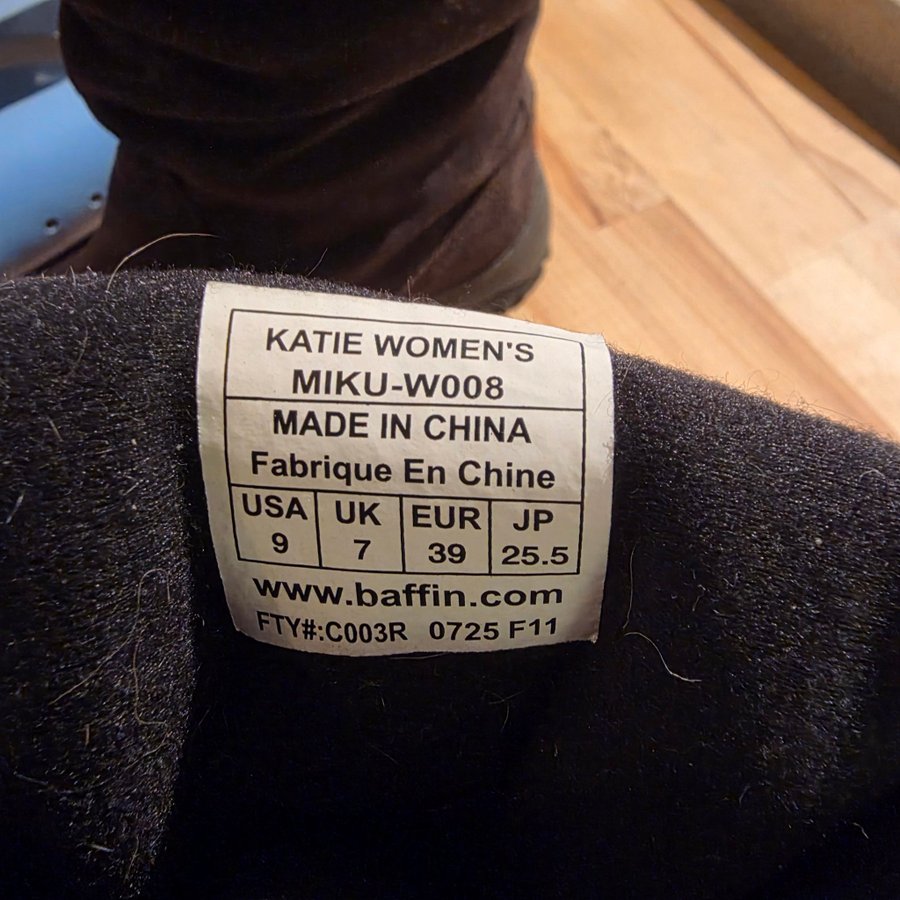 KATIE WOMEN'S
MIKU-W008
MADE IN CHINA
Fabrique En Chine
USA UK EUR JP
9 7 39 25.5
www.baffin.com
FTY#:C003R 0725 F11